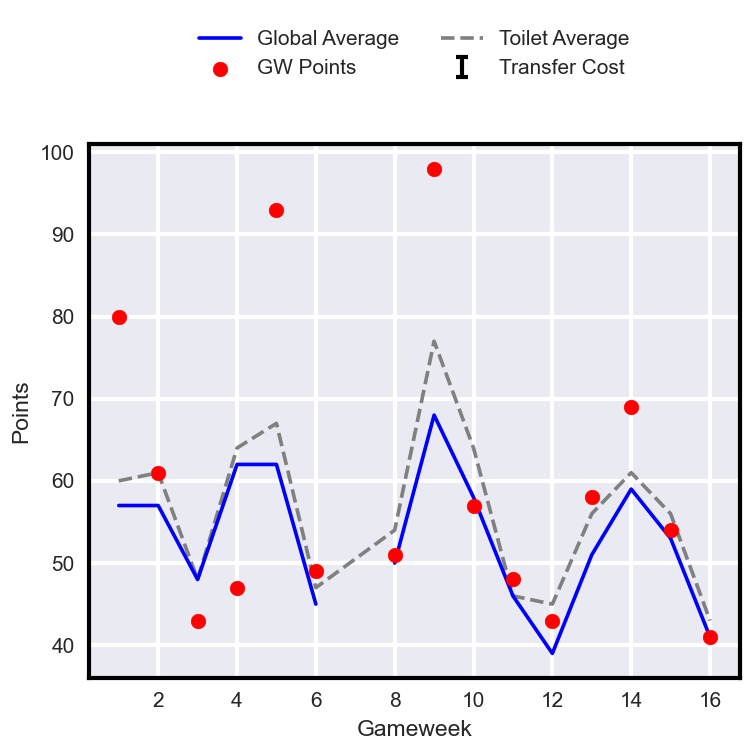 Global Average
Toilet Average
GW Points
Transfer Cost
100
90
80
70
60
50
40
Points
2 4 6 8 10 12 14 16
Gameweek